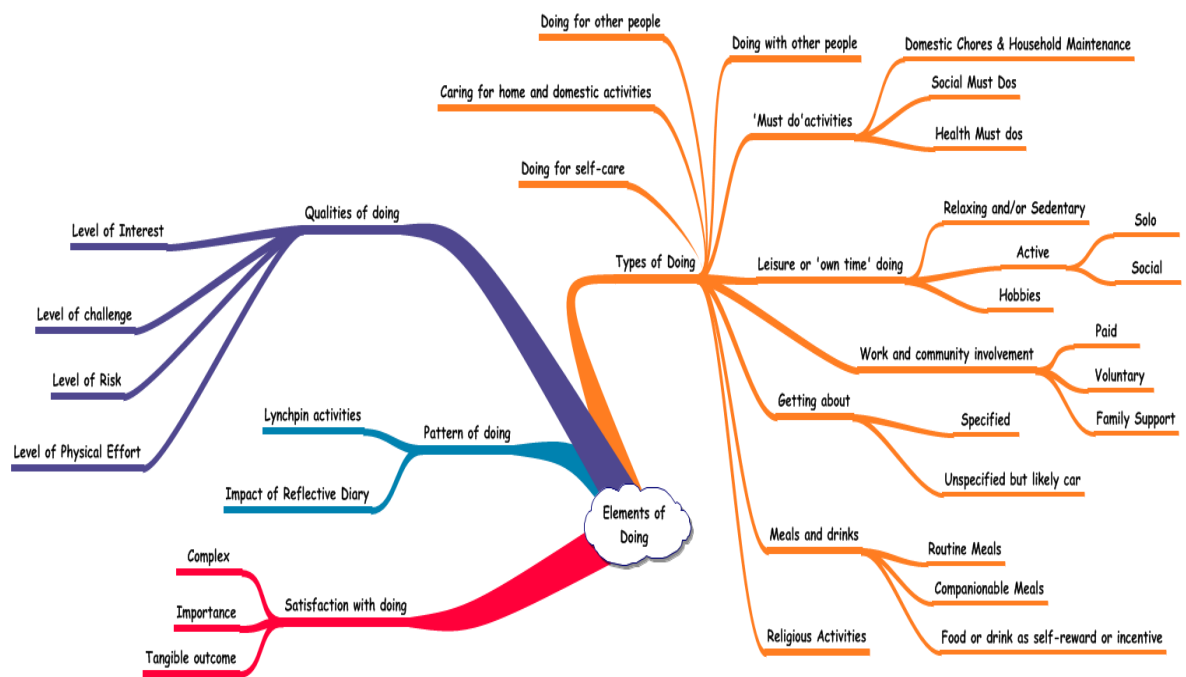 Doing for other people
Doing with other people
Domestic Chores & Household Maintenance
Social Must Dos
Caring for home and domestic activities
'Must do'activities
Health Must dos
Doing for self-care
Qualities of doing
Level of Interest
Level of challenge
Level of Risk
Level of Physical Effort
Types of Doing
Leisure or 'own time' doing
Relaxing and/or Sedentary
Active
Solo
Social
Hobbies
Work and community involvement
Paid
Voluntary
Family Support
Getting about
Specified
Unspecified but likely car
Pattern of doing
Lynchpin activities
Impact of Reflective Diary
Elements of
Doing
Meals and drinks
Routine Meals
Companionable Meals
Food or drink as self-reward or incentive
Satisfaction with doing
Complex
Importance
Tangible outcome
Religious Activities